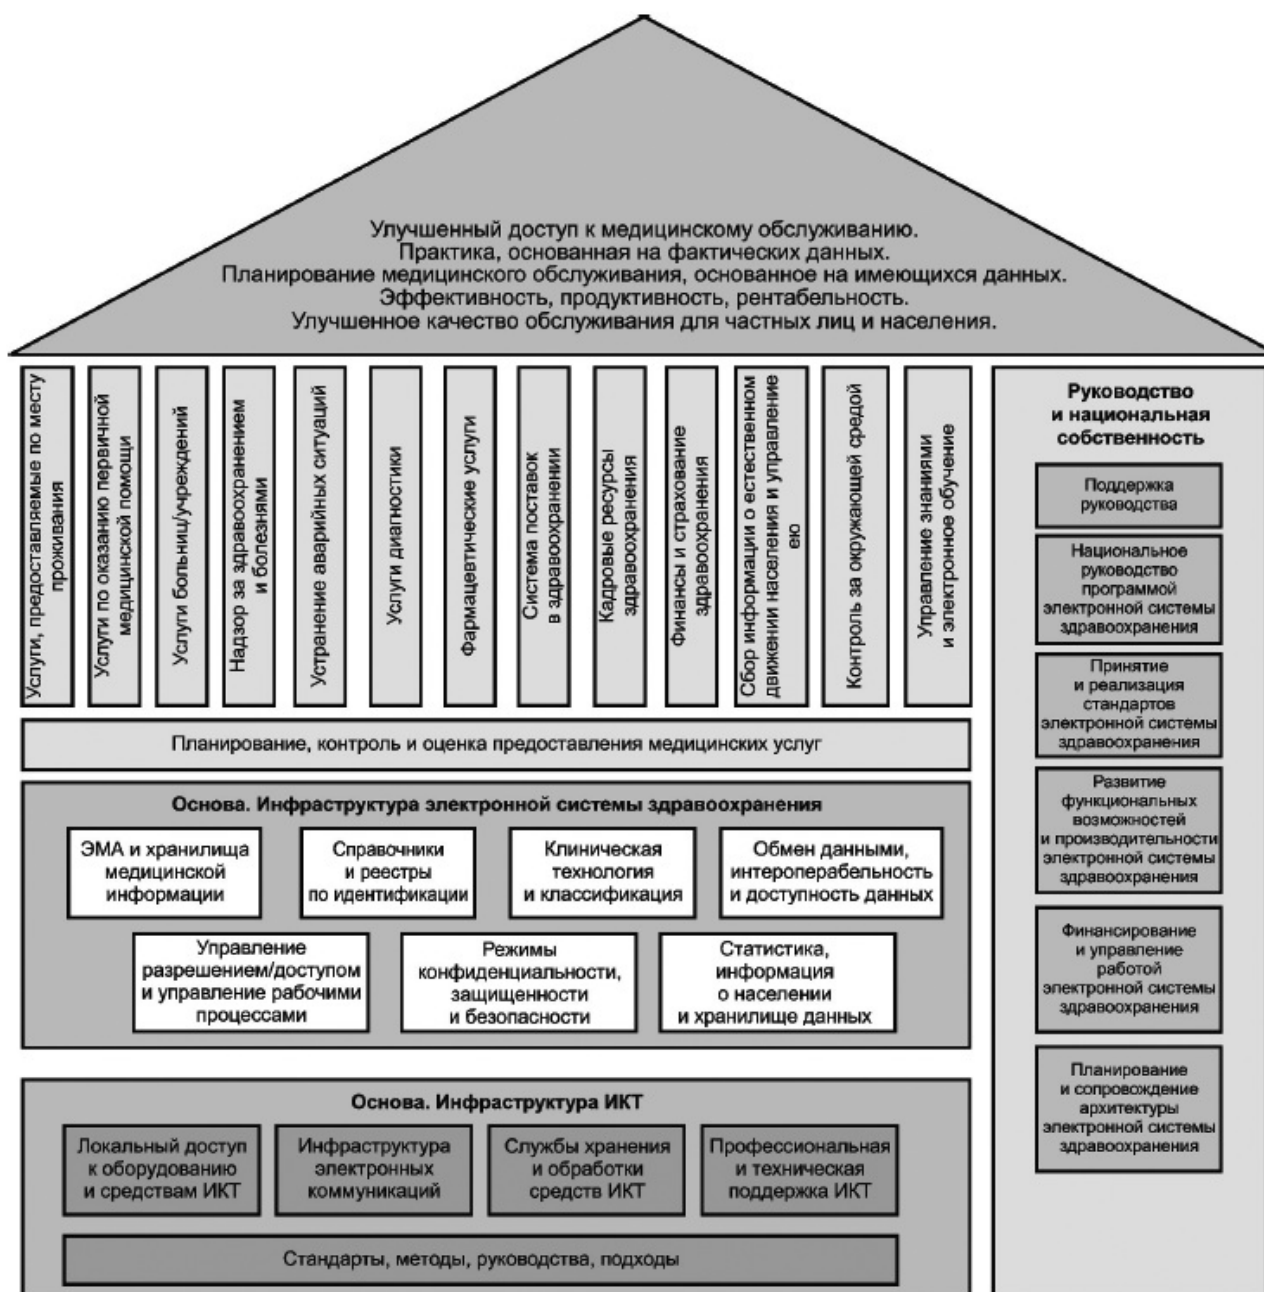 Улучшенный доступ к медицинскому обслуживанию.
Практика, основанная на фактических данных.
Планирование медицинского обслуживания, основанное на имеющихся данных.
Эффективность, продуктивность, рентабельность.
Улучшенное качество обслуживания для частных лиц и населения.
Услуги, предоставляемые по месту
проживания
Услуги по оказанию первичной
медицинской помощи
Услуги больниц/учреждений
Надзор за здравоохранением
и болезнями
Устранение аварийных ситуаций
Услуги диагностики
Фармацевтические услуги
Система поставок
в здравоохранении
Кадровые ресурсы
здравоохранения
Финансы и страхование
здравоохранения
Сбор информации о естественном
движении населения и управление
ею
Контроль за окружающей средой
Управление знаниями
и электронное обучение
Планирование, контроль и оценка предоставления медицинских услуг
Основа. Инфраструктура электронной системы здравоохранения
ЭМА и хранилища
медицинской
информации
Справочники
и реестры
по идентификации
Клиническая
технология
и классификация
Обмен данными,
интероперабельность
и доступность данных
Управление
разрешением/доступом
и управление рабочими
процессами
Режимы
конфиденциальности,
защищенности
и безопасности
Статистика,
информация
о населении
и хранилище данных
Основа. Инфраструктура ИКТ
Локальный доступ
к оборудованию
и средствам ИКТ
Инфраструктура
электронных
коммуникаций
Службы хранения
и обработки
средств ИКТ
Профессиональная
и техническая
поддержка ИКТ
Стандарты, методы, руководства, подходы
Руководство
и национальная
собственность
Поддержка
руководства
Национальное
руководство
программой
электронной системы
здравоохранения
Принятие
и реализация
стандартов
электронной системы
здравоохранения
Развитие
функциональных
возможностей
и производительности
электронной системы
здравоохранения
Финансирование
и управление
работой
электронной системы
здравоохранения
Планирование
и сопровождение
архитектуры
электронной системы
здравоохранения